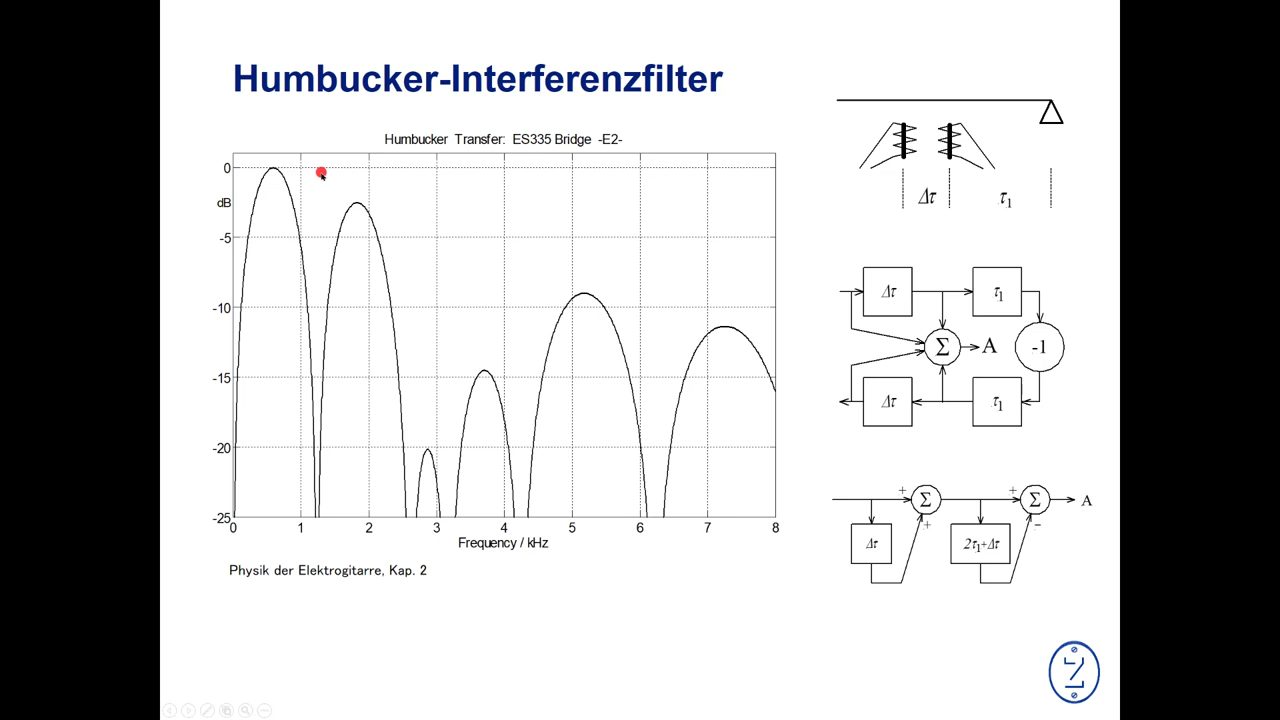 Humbucker-Interferenzfilter
Humbucker Transfer: ES335 Bridge -E2-
0
dB
-5
-10
-15
-20
-25
0 1 2 3 4 5 6 7 8
Frequency / kHz
Physik der Elektrogitarre, Kap. 2
Δτ τ₁
Δτ τ₁
Σ A -1
Δτ τ₁
+ Σ + Σ A
+ −
Δτ 2τ₁+Δτ